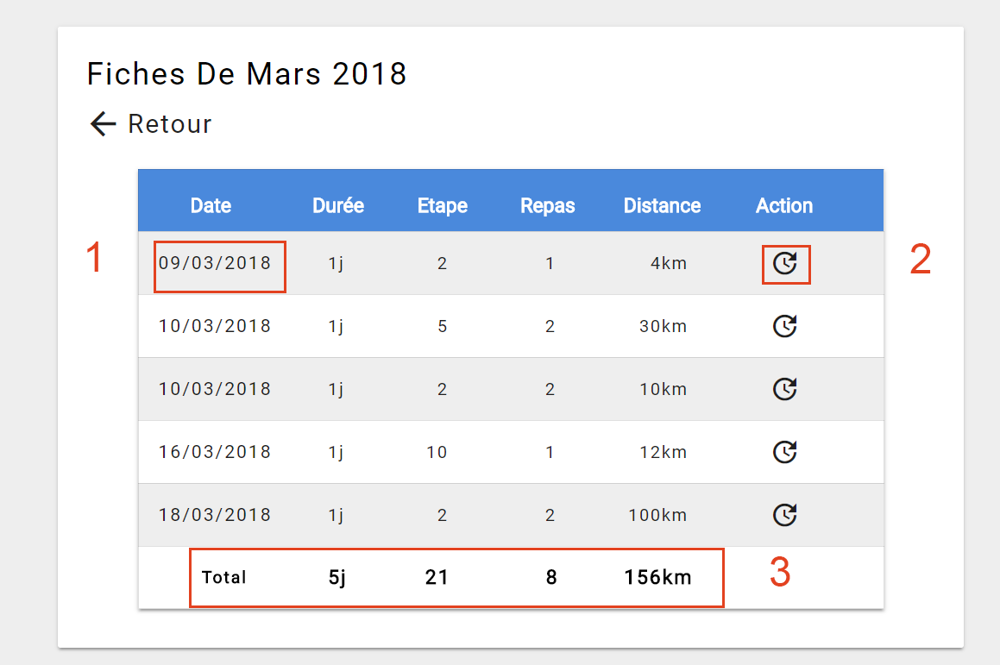 Fiches De Mars 2018
Retour
Date Durée Etape Repas Distance Action
1 09/03/2018 1j 2 1 4km 2
10/03/2018 1j 5 2 30km
10/03/2018 1j 2 2 10km
16/03/2018 1j 10 1 12km
18/03/2018 1j 2 2 100km
Total 5j 21 8 156km 3